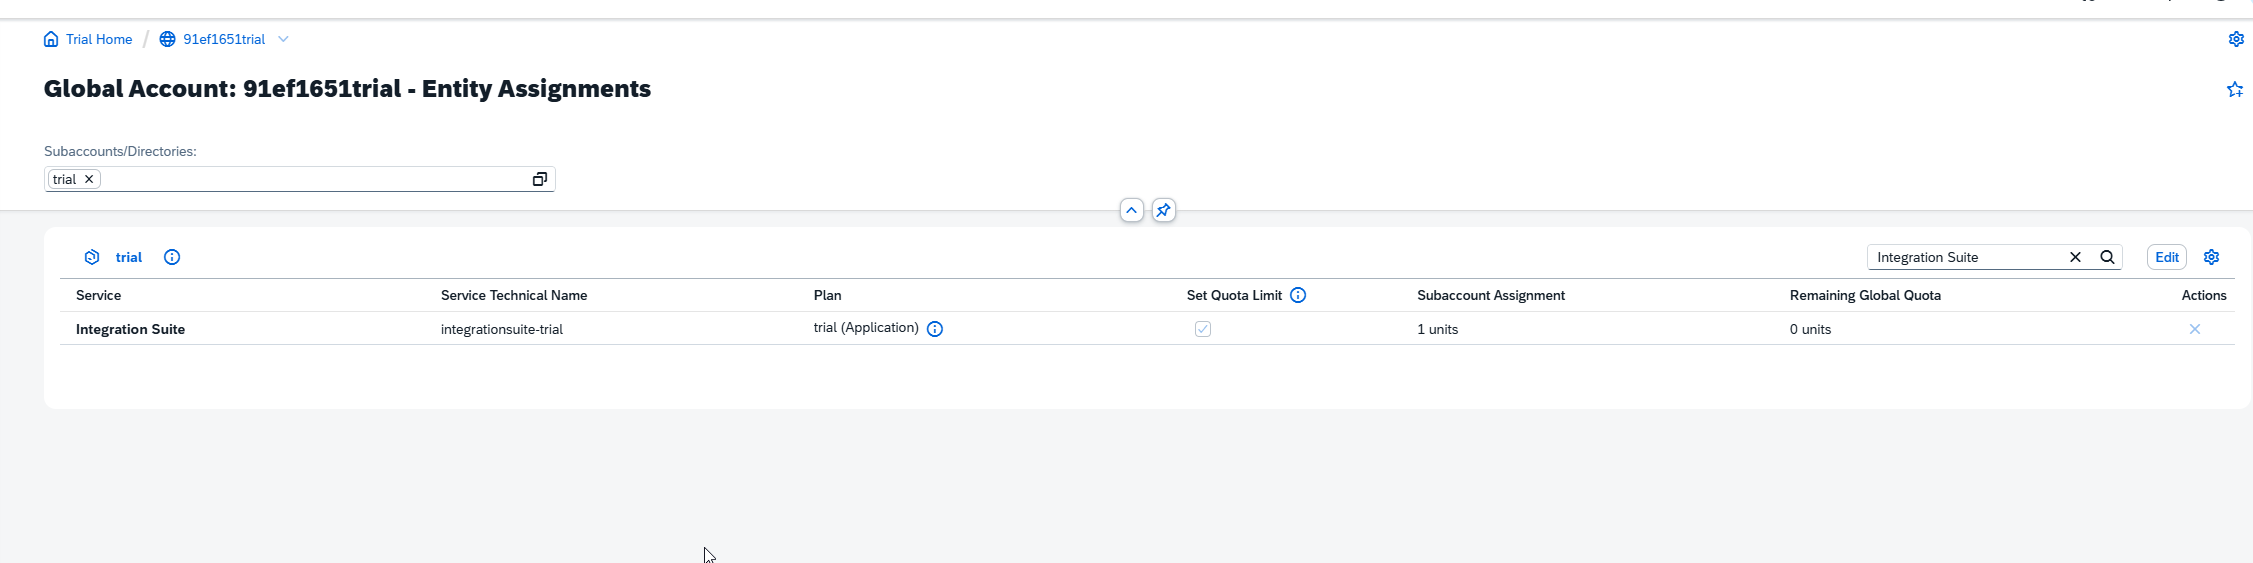 Trial Home / 91ef1651trial
Global Account: 91ef1651trial - Entity Assignments
Subaccounts/Directories:
trial
trial Integration Suite Edit
Service Service Technical Name Plan Set Quota Limit Subaccount Assignment Remaining Global Quota Actions
Integration Suite integrationsuite-trial trial (Application) 1 units 0 units